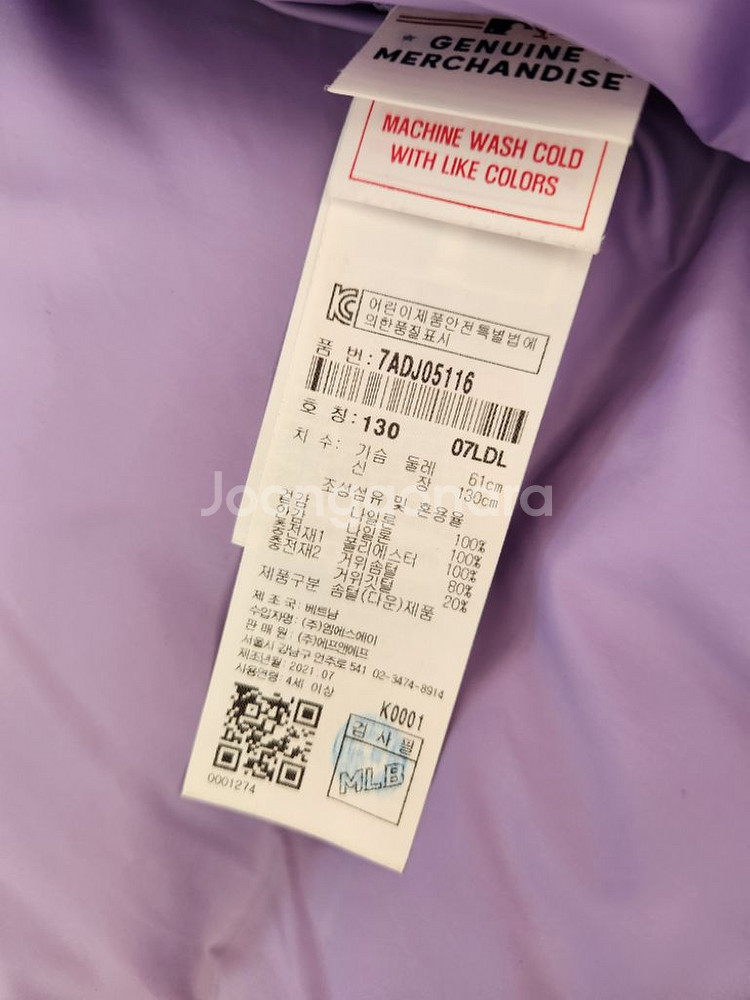 GENUINE
MERCHANDISE
MACHINE WASH COLD
WITH LIKE COLORS
어린이제품안전특별법에
의한품질표시
품 번: 7ADJ05116
호 칭: 130 07LDL
치 수: 가슴 둘레 61cm
신 장 130cm
조성섬유 및 혼용율
겉감 나일론 100%
안감 나일론 100%
충전재1 폴리에스터 100%
충전재2 거위솜털 80%
거위깃털 20%
제품구분 솜털(다운)제품
제 조 국: 베트남
수입자명: (주)엠에스에이
판 매 원: (주)에프앤에프
서울시 강남구 언주로 541 02-3474-8914
제조년월: 2021.07
사용연령: 4세 이상
K0001
검 사 필
MLB
0001274
Joonggonara